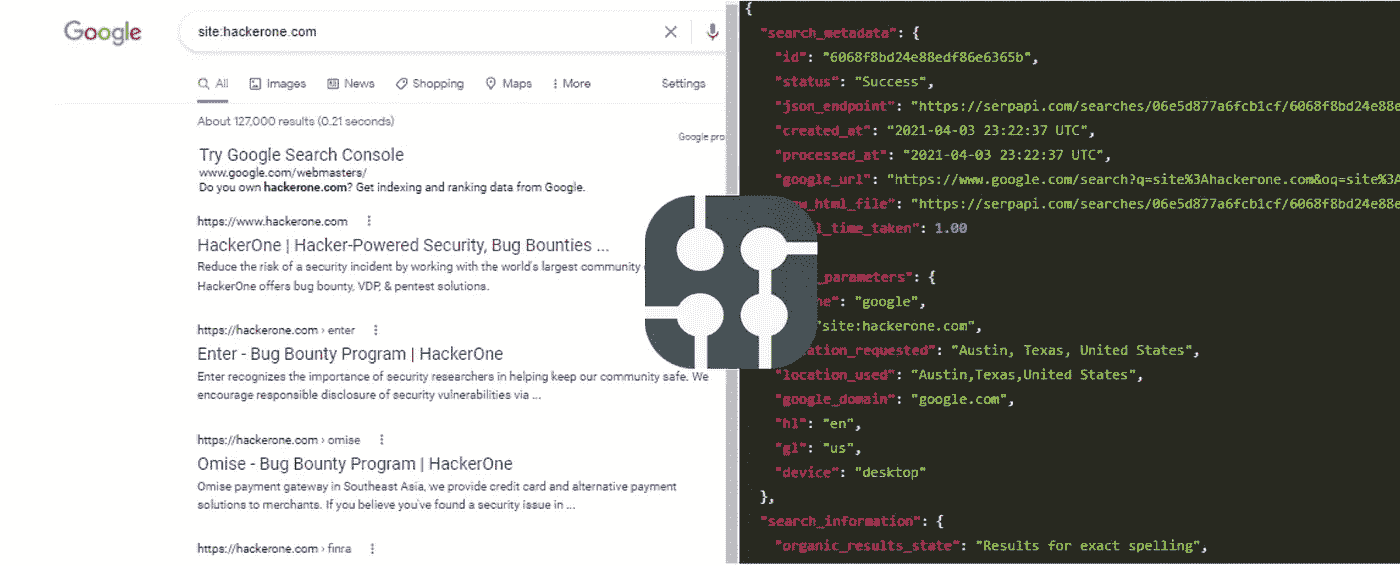 Google
site:hackerone.com
All Images News Shopping Maps More Settings
About 127,000 results (0.21 seconds)
Google pro
Try Google Search Console
www.google.com/webmasters/
Do you own hackerone.com? Get indexing and ranking data from Google.
https://www.hackerone.com
HackerOne | Hacker-Powered Security, Bug Bounties ...
Reduce the risk of a security incident by working with the world's largest community
HackerOne offers bug bounty, VDP, & pentest solutions.
https://hackerone.com › enter
Enter - Bug Bounty Program | HackerOne
Enter recognizes the importance of security researchers in helping keep our community safe. We
encourage responsible disclosure of security vulnerabilities via ...
https://hackerone.com › omise
Omise - Bug Bounty Program | HackerOne
Omise payment gateway in Southeast Asia, we provide credit card and alternative payment
solutions to merchants. If you believe you've found a security issue in ...
https://hackerone.com › finra
{
"search_metadata": {
"id": "6068f8bd24e88edf86e6365b",
"status": "Success",
"json_endpoint": "https://serpapi.com/searches/06e5d877a6fcb1cf/6068f8bd24e88e
"created_at": "2021-04-03 23:22:37 UTC",
"processed_at": "2021-04-03 23:22:37 UTC",
"google_url": "https://www.google.com/search?q=site%3Ahackerone.com&oq=site%3A
w_html_file": "https://serpapi.com/searches/06e5d877a6fcb1cf/6068f8bd24e88e
l_time_taken": 1.00
_parameters": {
ne": "google",
"site:hackerone.com",
ation_requested": "Austin, Texas, United States",
"location_used": "Austin,Texas,United States",
"google_domain": "google.com",
"hl": "en",
"gl": "us",
"device": "desktop"
},
"search_information": {
"organic_results_state": "Results for exact spelling",